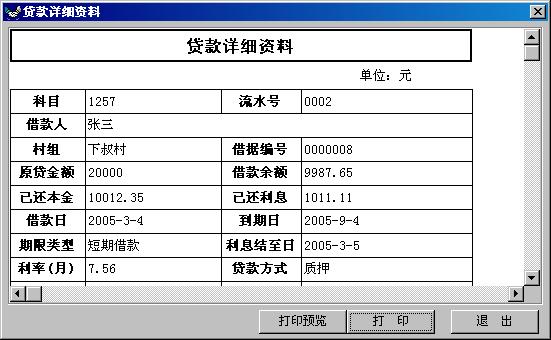 贷款详细资料
贷款详细资料
单位: 元
科目 1257 流水号 0002
借款人 张三
村组 下叔村 借据编号 0000008
原贷金额 20000 借款余额 9987.65
已还本金 10012.35 已还利息 1011.11
借款日 2005-3-4 到期日 2005-9-4
期限类型 短期借款 利息结至日 2005-3-5
利率(月) 7.56 贷款方式 质押
打印预览 打 印 退 出